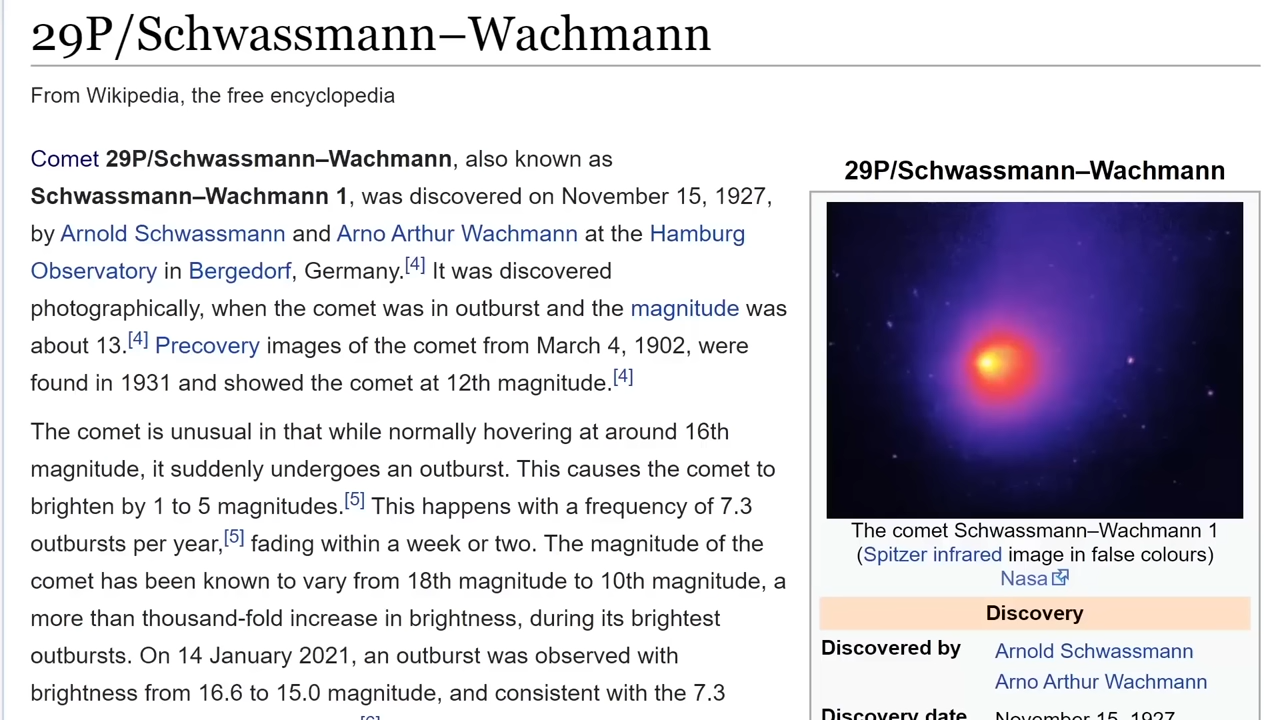 29P/Schwassmann–Wachmann
From Wikipedia, the free encyclopedia
Comet 29P/Schwassmann–Wachmann, also known as
Schwassmann–Wachmann 1, was discovered on November 15, 1927,
by Arnold Schwassmann and Arno Arthur Wachmann at the Hamburg
Observatory in Bergedorf, Germany.[4] It was discovered
photographically, when the comet was in outburst and the magnitude was
about 13.[4] Precovery images of the comet from March 4, 1902, were
found in 1931 and showed the comet at 12th magnitude.[4]
The comet is unusual in that while normally hovering at around 16th
magnitude, it suddenly undergoes an outburst. This causes the comet to
brighten by 1 to 5 magnitudes.[5] This happens with a frequency of 7.3
outbursts per year,[5] fading within a week or two. The magnitude of the
comet has been known to vary from 18th magnitude to 10th magnitude, a
more than thousand-fold increase in brightness, during its brightest
outbursts. On 14 January 2021, an outburst was observed with
brightness from 16.6 to 15.0 magnitude, and consistent with the 7.3
29P/Schwassmann–Wachmann
The comet Schwassmann–Wachmann 1
(Spitzer infrared image in false colours)
Nasa
Discovery
Discovered by Arnold Schwassmann
Arno Arthur Wachmann
Discovery date November 15, 1927